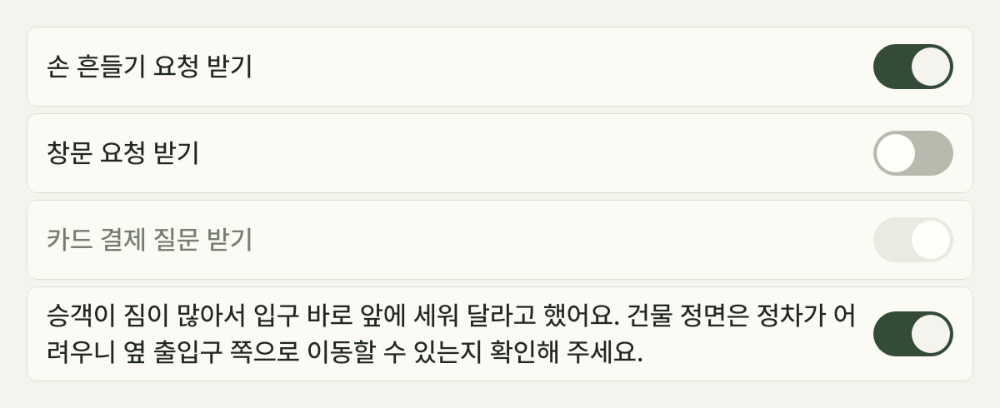 손 흔들기 요청 받기
창문 요청 받기
카드 결제 질문 받기
승객이 짐이 많아서 입구 바로 앞에 세워 달라고 했어요. 건물 정면은 정차가 어
려우니 옆 출입구 쪽으로 이동할 수 있는지 확인해 주세요.